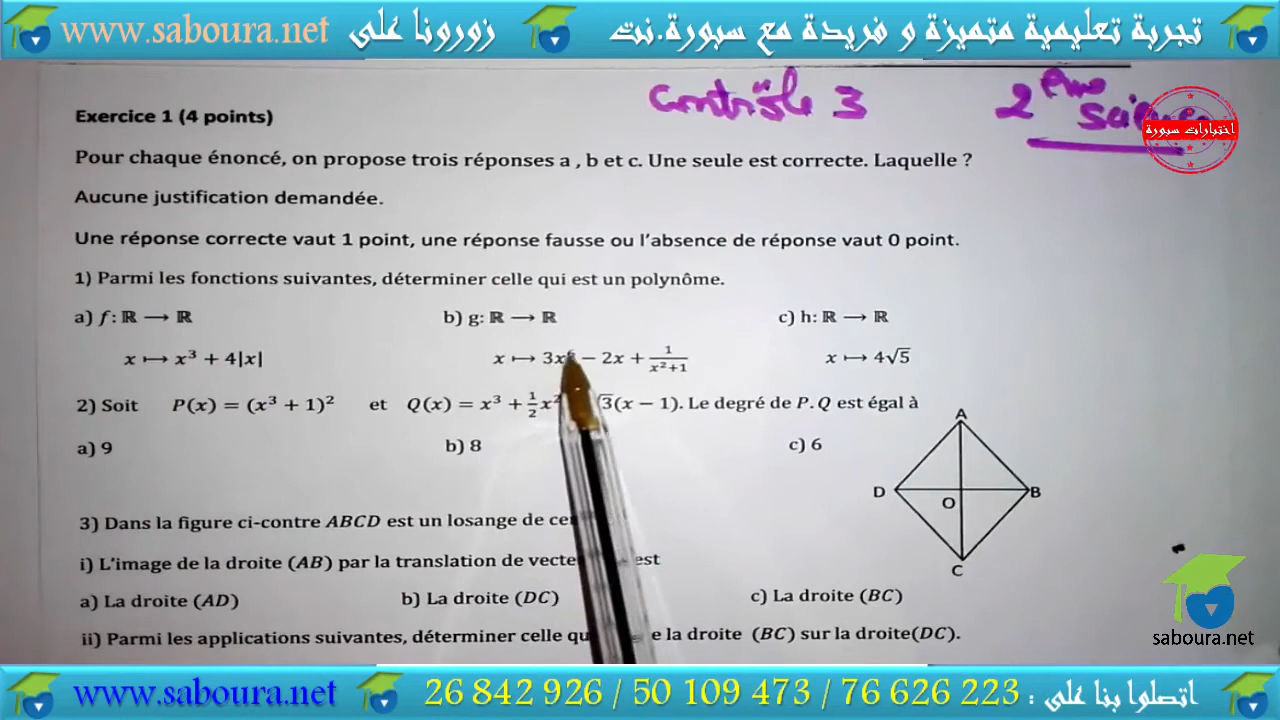 www.saboura.net زورونا على تجربة تعليمية متميزة و فريدة مع سبورة.نت
Contrôle 3 2ème
اختبارات سبورة
Exercice 1 (4 points)
Pour chaque énoncé, on propose trois réponses a , b et c. Une seule est correcte. Laquelle ?
Aucune justification demandée.
Une réponse correcte vaut 1 point, une réponse fausse ou l'absence de réponse vaut 0 point.
1) Parmi les fonctions suivantes, déterminer celle qui est un polynôme.
a) f: ℝ ⟶ ℝ b) g: ℝ ⟶ ℝ c) h: ℝ ⟶ ℝ
x ⟼ x³ + 4|x| x ⟼ 3x − 2x + 1/(x²+1) x ⟼ 4√5
2) Soit P(x) = (x³ + 1)² et Q(x) = x³ + ½x² √3(x − 1). Le degré de P.Q est égal à
a) 9 b) 8 c) 6
A
D B
O
C
3) Dans la figure ci-contre ABCD est un losange de
i) L'image de la droite (AB) par la translation de est
a) La droite (AD) b) La droite (DC) c) La droite (BC)
ii) Parmi les applications suivantes, déterminer celle la droite (BC) sur la droite(DC).
saboura.net
www.saboura.net 26 842 926 / 50 109 473 / 76 626 223 : اتصلوا بنا على